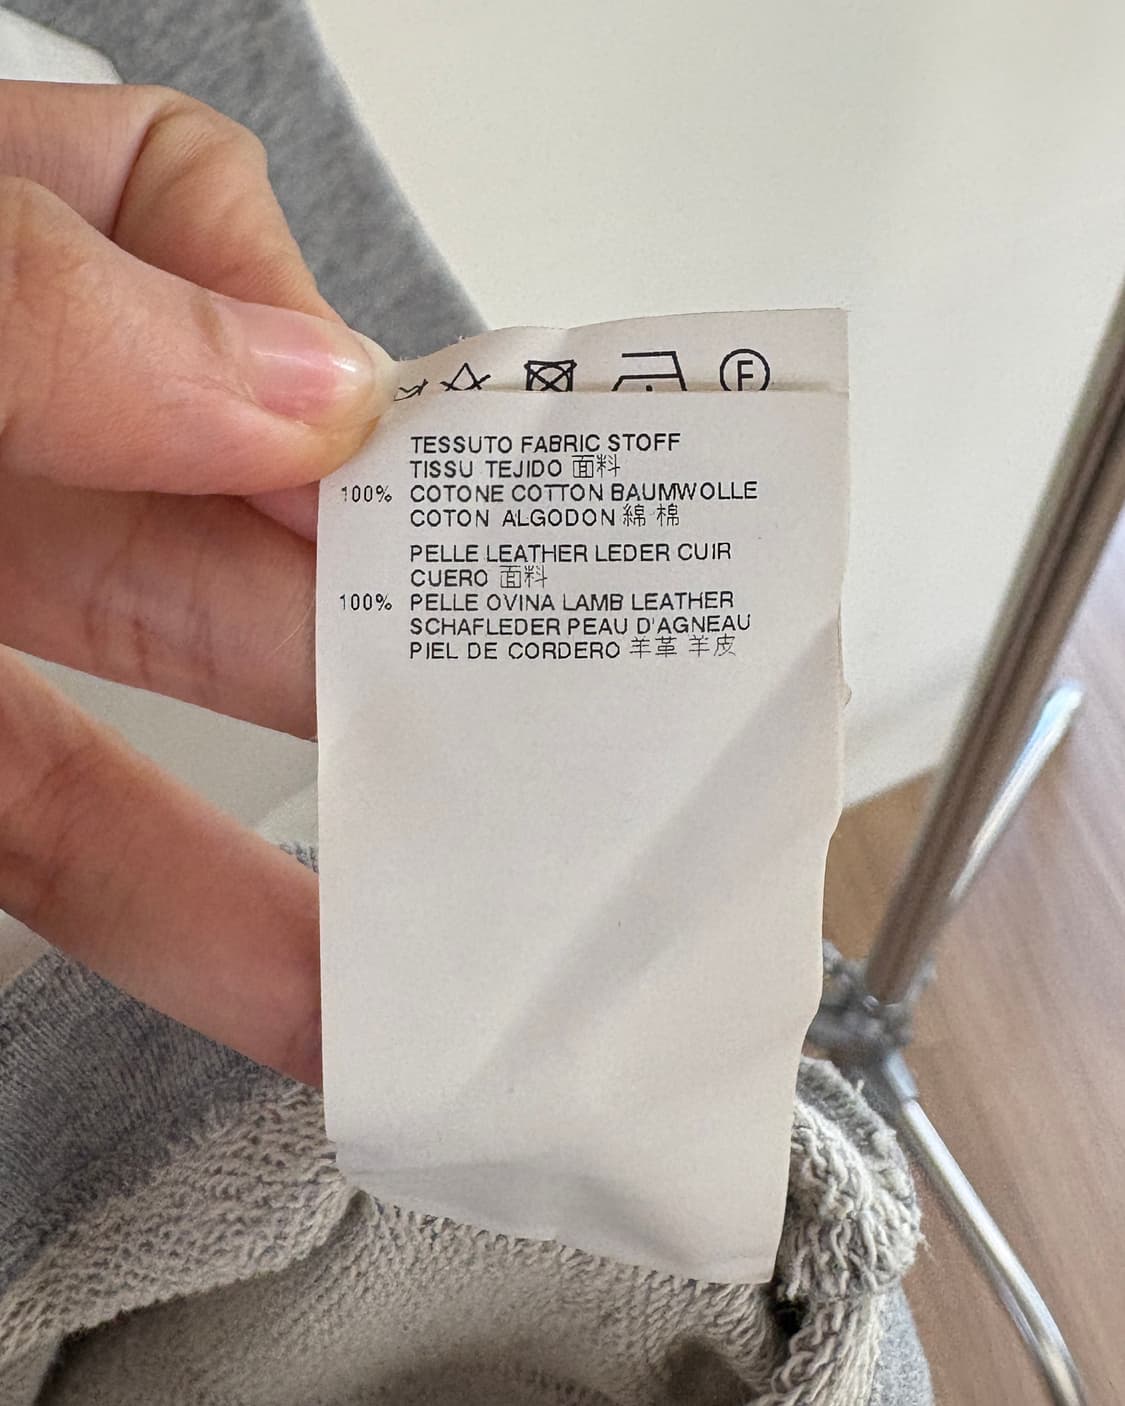 F
TESSUTO FABRIC STOFF
TISSU TEJIDO 面料
100% COTONE COTTON BAUMWOLLE
COTON ALGODON 綿 棉
PELLE LEATHER LEDER CUIR
CUERO 面料
100% PELLE OVINA LAMB LEATHER
SCHAFLEDER PEAU D'AGNEAU
PIEL DE CORDERO 羊革 羊皮